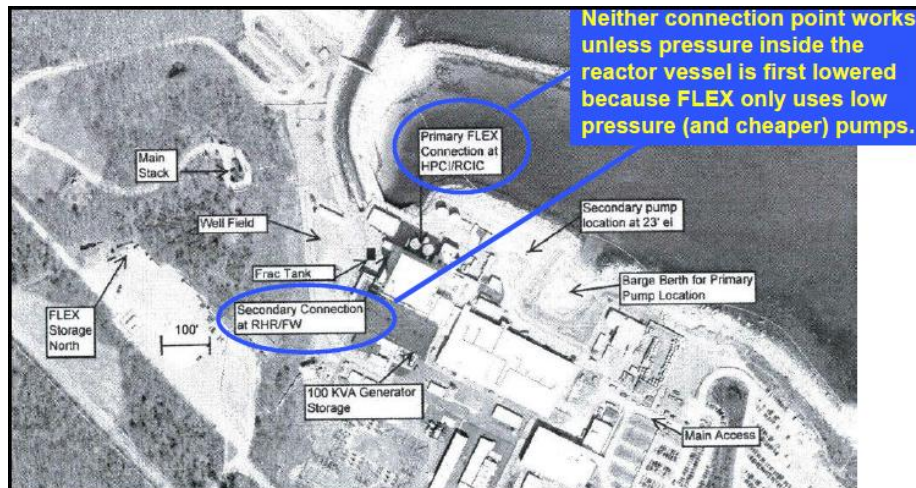 Neither connection point works
unless pressure inside the
reactor vessel is first lowered
because FLEX only uses low
pressure (and cheaper) pumps.
Primary FLEX
Connection at
HPCI/RCIC
Main
Stack
Well Field
Secondary pump
location at 23' el
Frac Tank
Barge Berth for Primary
Pump Location
FLEX
Storage
North
100'
Secondary Connection
at RHR/FW
100 KVA Generator
Storage
Main Access